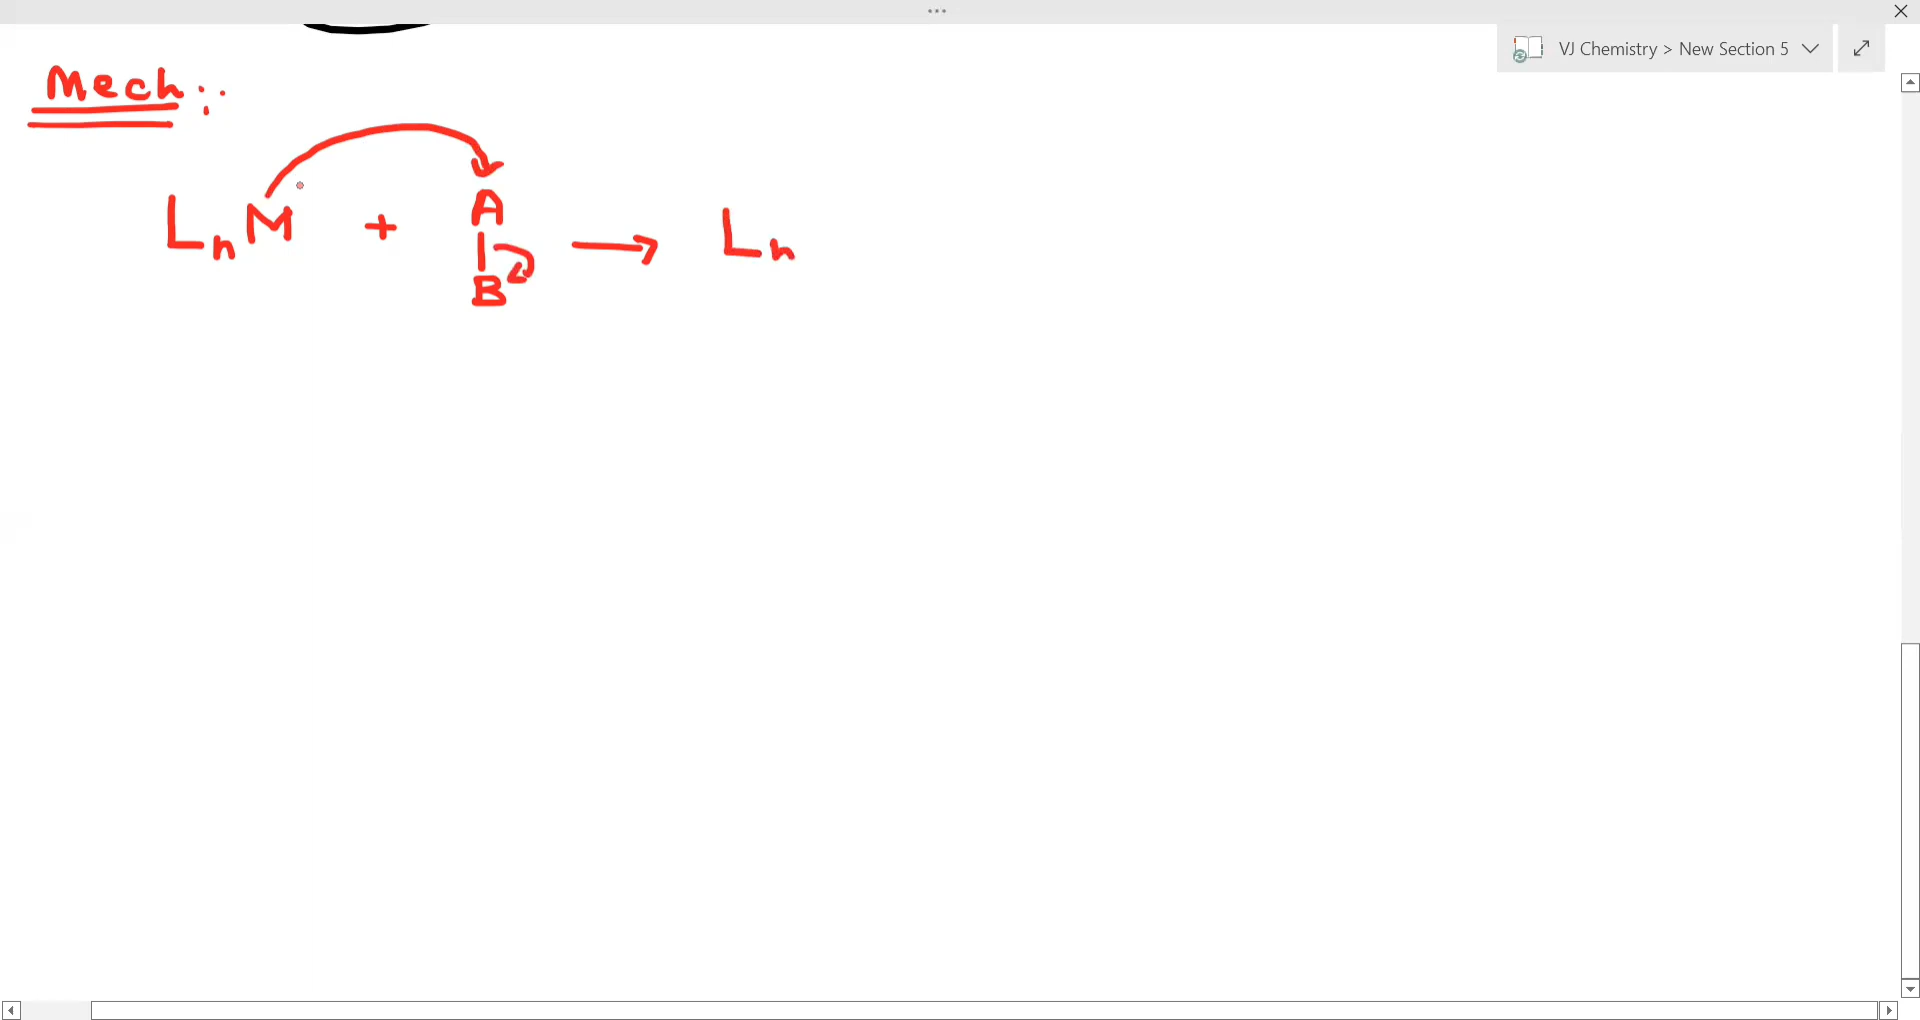 VJ Chemistry > New Section 5
Mech :
LnM + A ⟶ Ln
|
B